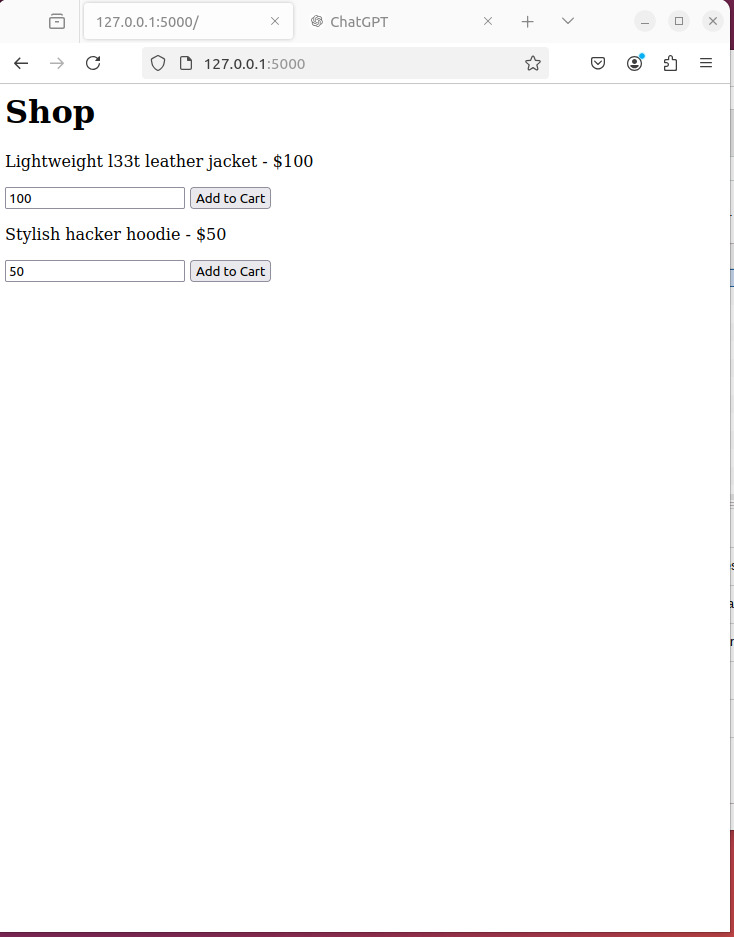 127.0.0.1:5000/
ChatGPT
127.0.0.1:5000
Shop
Lightweight l33t leather jacket - $100
100 Add to Cart
Stylish hacker hoodie - $50
50 Add to Cart